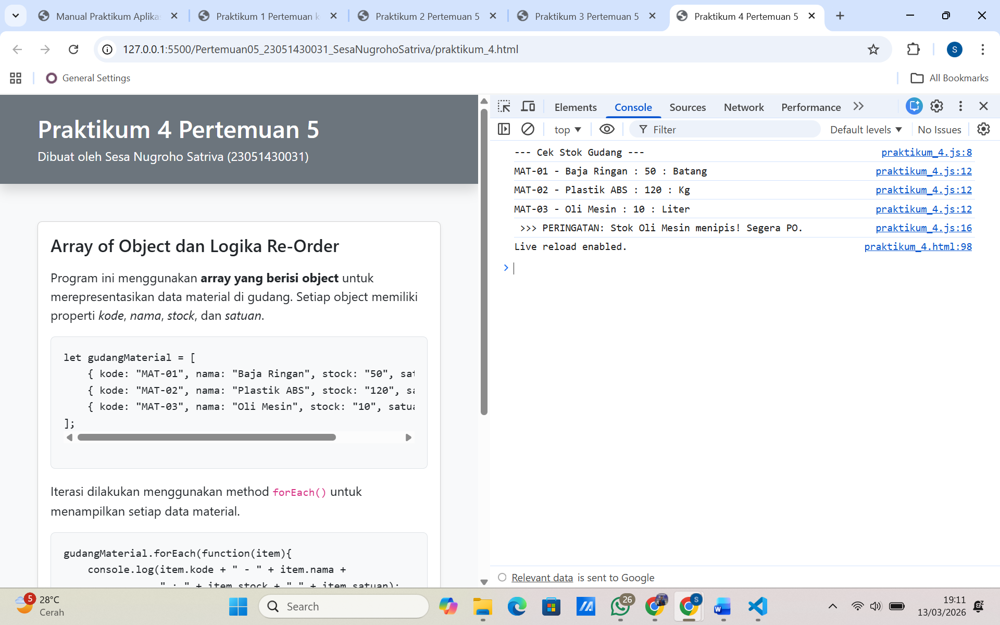 Manual Praktikum Aplika
Praktikum 1 Pertemuan k
Praktikum 2 Pertemuan 5
Praktikum 3 Pertemuan 5
Praktikum 4 Pertemuan 5
127.0.0.1:5500/Pertemuan05_23051430031_SesaNugrohoSatriva/praktikum_4.html
S
General Settings
All Bookmarks
Praktikum 4 Pertemuan 5
Dibuat oleh Sesa Nugroho Satriva (23051430031)
Array of Object dan Logika Re-Order
Program ini menggunakan array yang berisi object untuk
merepresentasikan data material di gudang. Setiap object memiliki
properti kode, nama, stock, dan satuan.
let gudangMaterial = [
{ kode: "MAT-01", nama: "Baja Ringan", stock: "50", sat
{ kode: "MAT-02", nama: "Plastik ABS", stock: "120", sa
{ kode: "MAT-03", nama: "Oli Mesin", stock: "10", satua
];
Iterasi dilakukan menggunakan method forEach() untuk
menampilkan setiap data material.
gudangMaterial.forEach(function(item){
console.log(item.kode + " - " + item.nama +
" : " + item.stock + " " + item.satuan);
Elements Console Sources Network Performance
top Filter Default levels No Issues
--- Cek Stok Gudang --- praktikum_4.js:8
MAT-01 - Baja Ringan : 50 : Batang praktikum_4.js:12
MAT-02 - Plastik ABS : 120 : Kg praktikum_4.js:12
MAT-03 - Oli Mesin : 10 : Liter praktikum_4.js:12
>>> PERINGATAN: Stok Oli Mesin menipis! Segera PO. praktikum_4.js:16
Live reload enabled. praktikum_4.html:98
>
Relevant data is sent to Google
5
28°C
Cerah
Search
26
S
19:11
13/03/2026